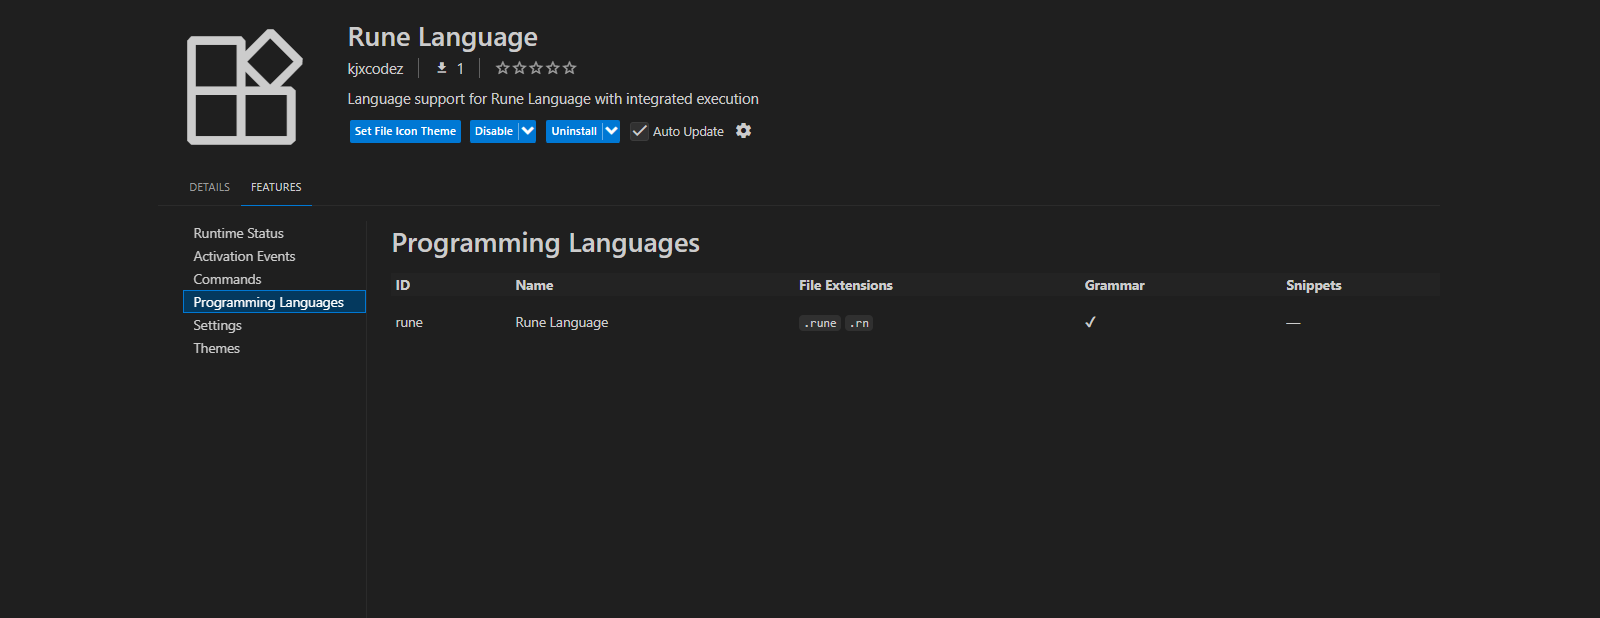 Rune Language
kjxcodez 1
Language support for Rune Language with integrated execution
Set File Icon Theme Disable Uninstall Auto Update
DETAILS FEATURES
Runtime Status
Activation Events
Commands
Programming Languages
Settings
Themes
Programming Languages
ID Name File Extensions Grammar Snippets
rune Rune Language .rune .rn ✓ —